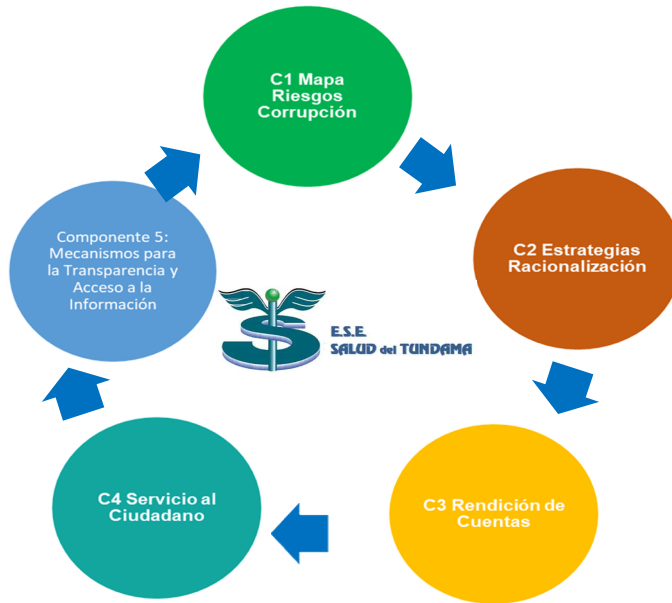 C1 Mapa
Riesgos
Corrupción
C2 Estrategias
Racionalización
C3 Rendición de
Cuentas
C4 Servicio al
Ciudadano
Componente 5:
Mecanismos para
la Transparencia y
Acceso a la
Información
E.S.E.
SALUD del TUNDAMA